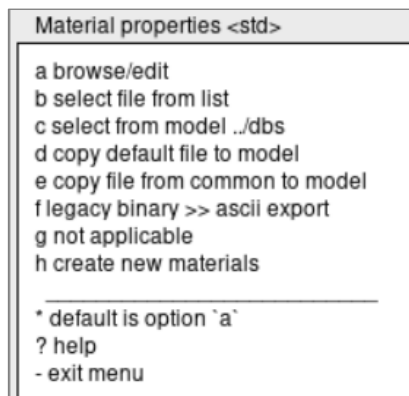 Material properties <std>
a browse/edit
b select file from list
c select from model ../dbs
d copy default file to model
e copy file from common to model
f legacy binary >> ascii export
g not applicable
h create new materials
* default is option `a`
? help
- exit menu